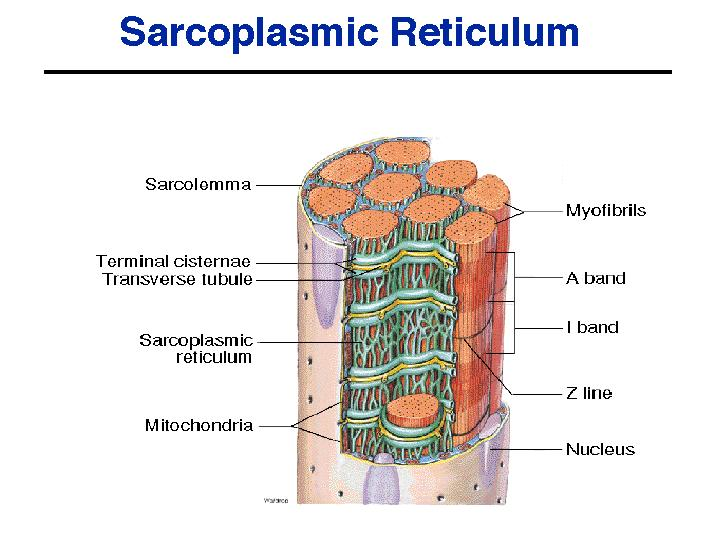 Sarcoplasmic Reticulum
Sarcolemma
Myofibrils
Terminal cisternae
Transverse tubule
A band
I band
Sarcoplasmic
reticulum
Z line
Mitochondria
Nucleus